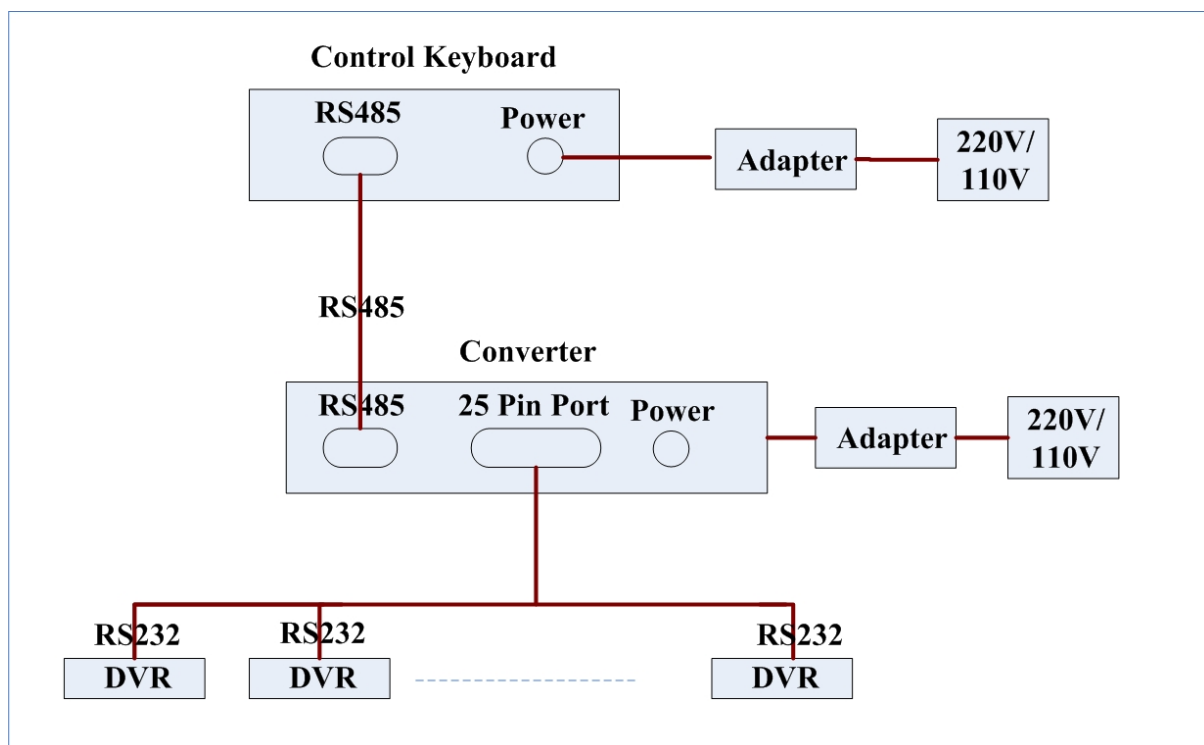 Control Keyboard
RS485
Power
Adapter
220V/
110V
RS485
Converter
RS485
25 Pin Port
Power
Adapter
220V/
110V
RS232
RS232
RS232
DVR
DVR
DVR